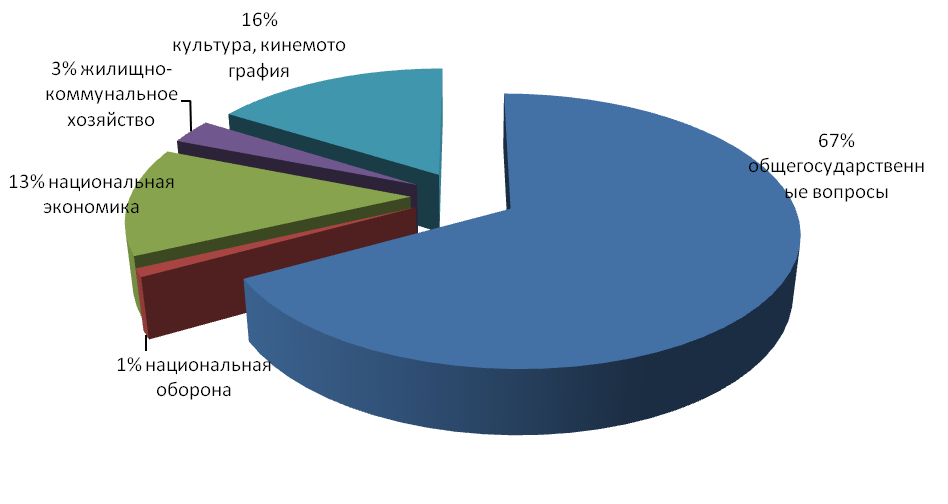 16%
культура, кинемото
графия
3% жилищно-
коммунальное
хозяйство
67%
общегосударственн
ые вопросы
13% национальная
экономика
1% национальная
оборона